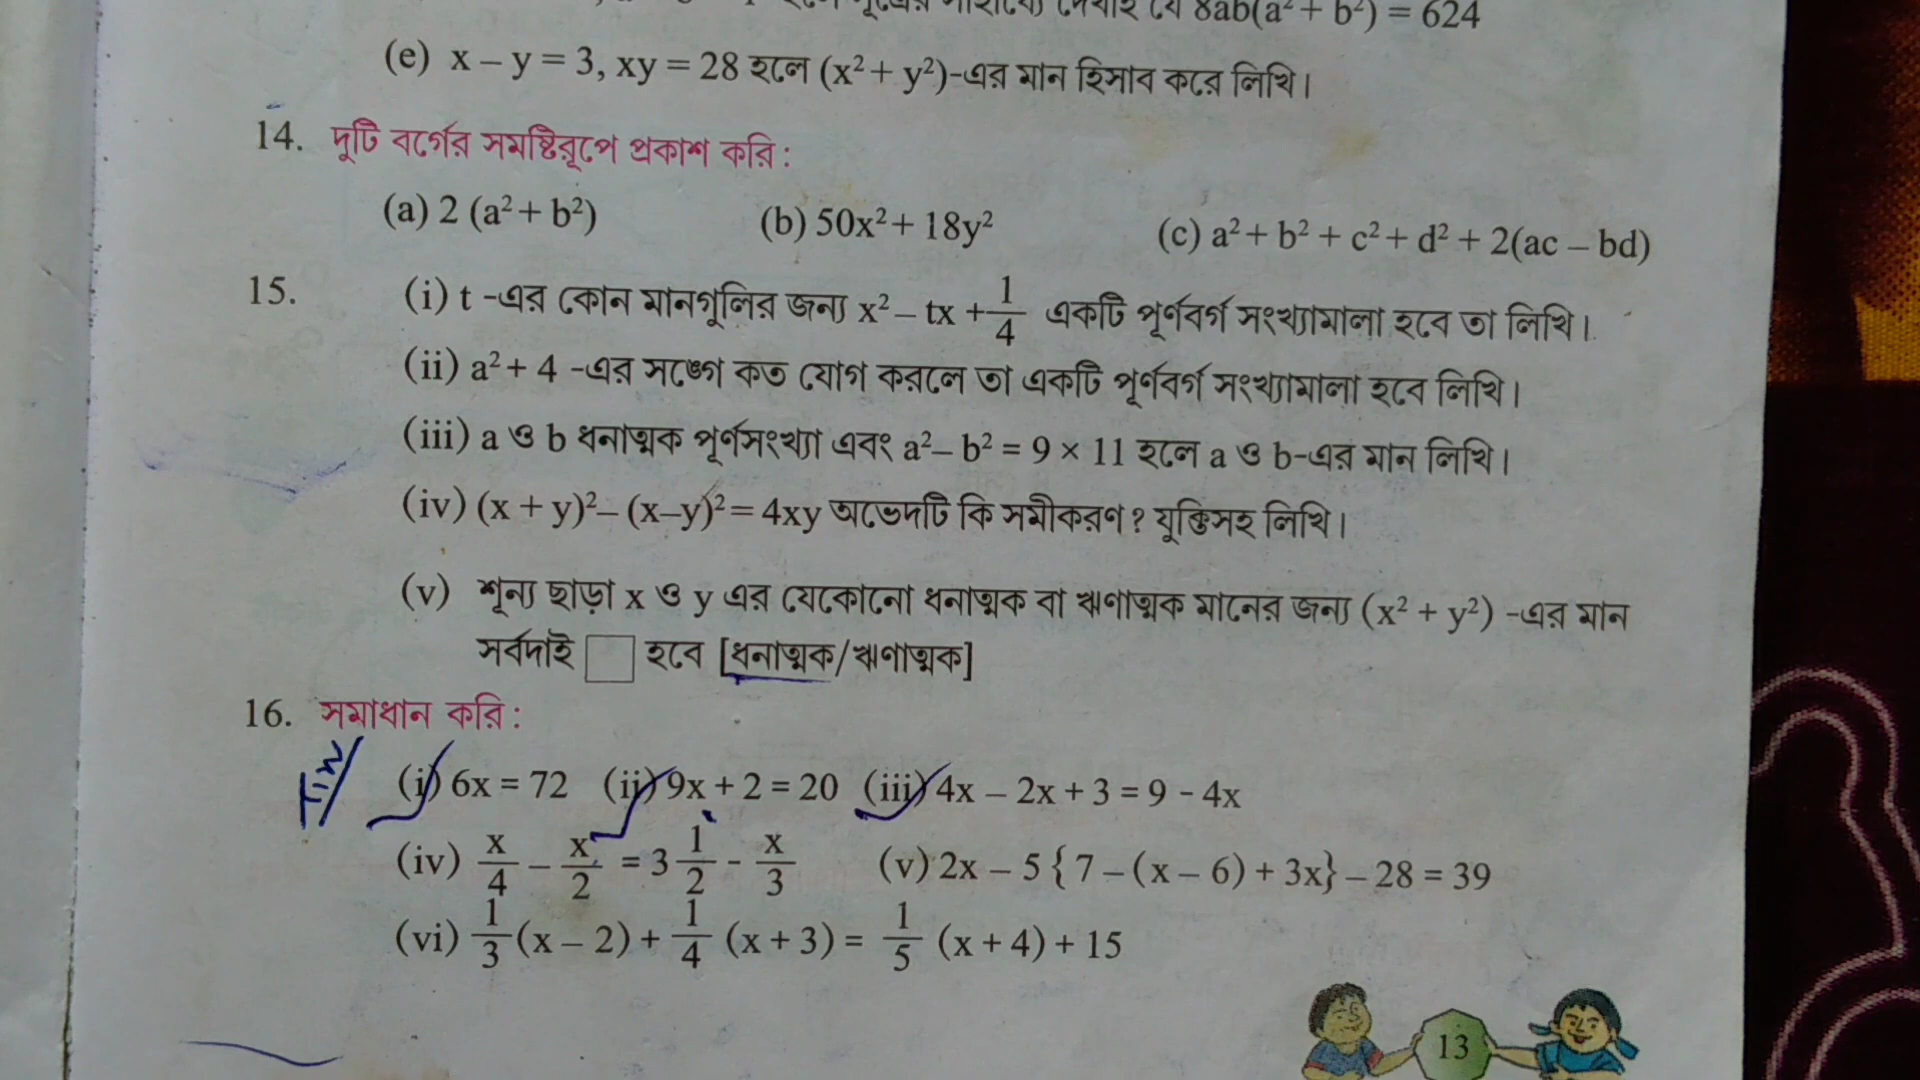 8ab(a² + b²) = 624
(e) x – y = 3, xy = 28 হলে (x² + y²)-এর মান হিসাব করে লিখি।
14. দুটি বর্গের সমষ্টিরূপে প্রকাশ করি :
(a) 2 (a² + b²) (b) 50x² + 18y² (c) a² + b² + c² + d² + 2(ac – bd)
15. (i) t -এর কোন মানগুলির জন্য x² – tx + 1/4 একটি পূর্ণবর্গ সংখ্যামালা হবে তা লিখি।
(ii) a² + 4 -এর সঙ্গে কত যোগ করলে তা একটি পূর্ণবর্গ সংখ্যামালা হবে লিখি।
(iii) a ও b ধনাত্মক পূর্ণসংখ্যা এবং a² – b² = 9 × 11 হলে a ও b-এর মান লিখি।
(iv) (x + y)² – (x–y)² = 4xy অভেদটি কি সমীকরণ? যুক্তিসহ লিখি।
(v) শূন্য ছাড়া x ও y এর যেকোনো ধনাত্মক বা ঋণাত্মক মানের জন্য (x² + y²) -এর মান
সর্বদাই □ হবে [ধনাত্মক/ঋণাত্মক]
16. সমাধান করি :
(i) 6x = 72 (ii) 9x + 2 = 20 (iii) 4x – 2x + 3 = 9 - 4x
(iv) x/4 – x/2 = 3 1/2 - x/3 (v) 2x – 5 { 7 – (x – 6) + 3x} – 28 = 39
(vi) 1/3 (x – 2) + 1/4 (x + 3) = 1/5 (x + 4) + 15
13